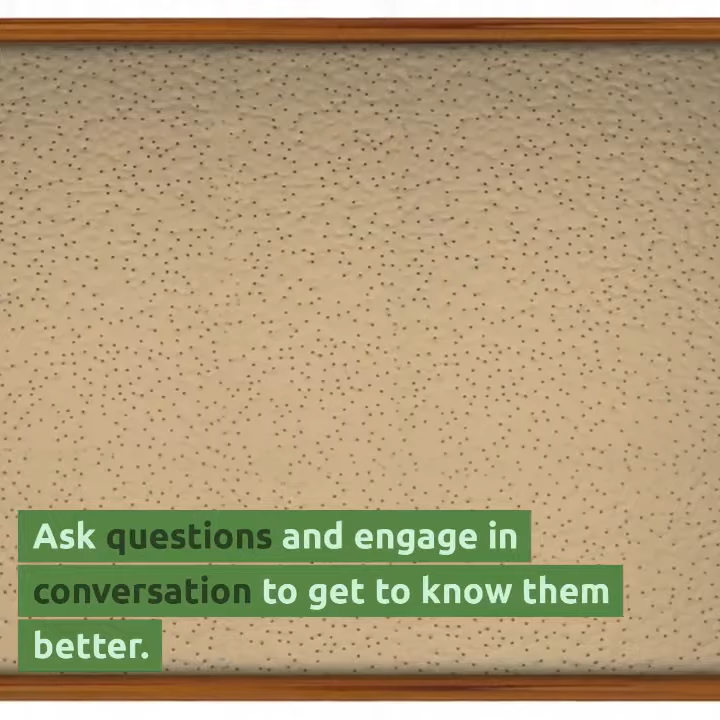 Ask questions and engage in
conversation to get to know them
better.